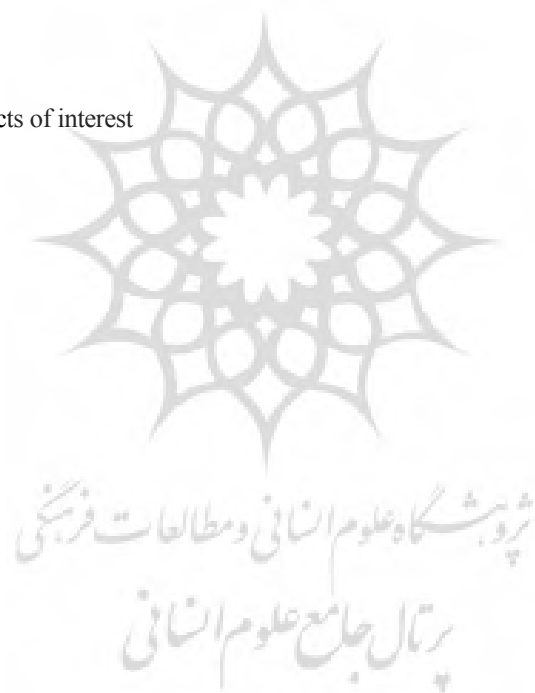 cts of interest
پژوهشگاه علوم انسانی و مطالعات فرهنگی
پرتال جامع علوم انسانی